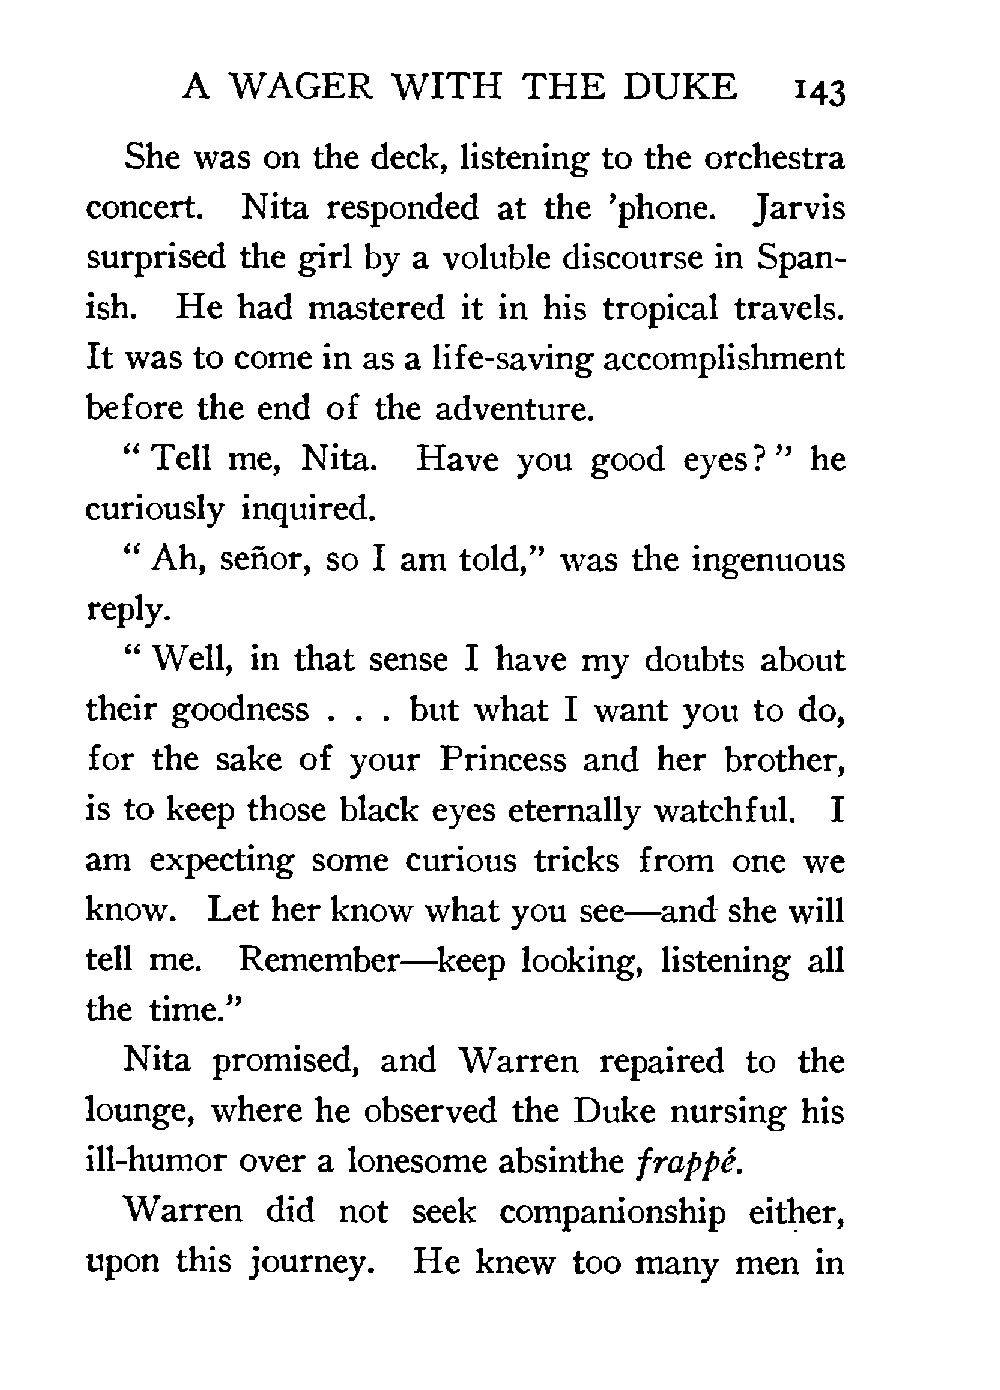 A WAGER WITH THE DUKE 143
She was on the deck, listening to the orchestra
concert. Nita responded at the ’phone. Jarvis
surprised the girl by a voluble discourse in Span-
ish. He had mastered it in his tropical travels.
It was to come in as a life-saving accomplishment
before the end of the adventure.
“ Tell me, Nita. Have you good eyes? ” he
curiously inquired.
“ Ah, señor, so I am told,” was the ingenuous
reply.
“ Well, in that sense I have my doubts about
their goodness . . . but what I want you to do,
for the sake of your Princess and her brother,
is to keep those black eyes eternally watchful. I
am expecting some curious tricks from one we
know. Let her know what you see—and she will
tell me. Remember—keep looking, listening all
the time.”
Nita promised, and Warren repaired to the
lounge, where he observed the Duke nursing his
ill-humor over a lonesome absinthe frappé.
Warren did not seek companionship either,
upon this journey. He knew too many men in